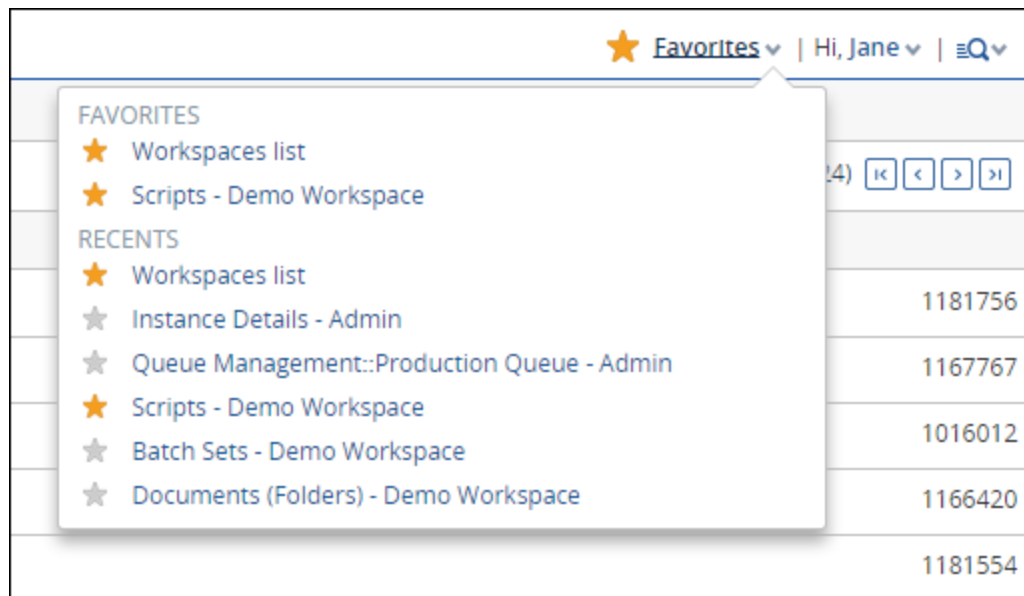 Favorites | Hi, Jane |
FAVORITES
Workspaces list
Scripts - Demo Workspace
24)
RECENTS
Workspaces list
Instance Details - Admin
1181756
Queue Management::Production Queue - Admin
1167767
Scripts - Demo Workspace
1016012
Batch Sets - Demo Workspace
Documents (Folders) - Demo Workspace
1166420
1181554